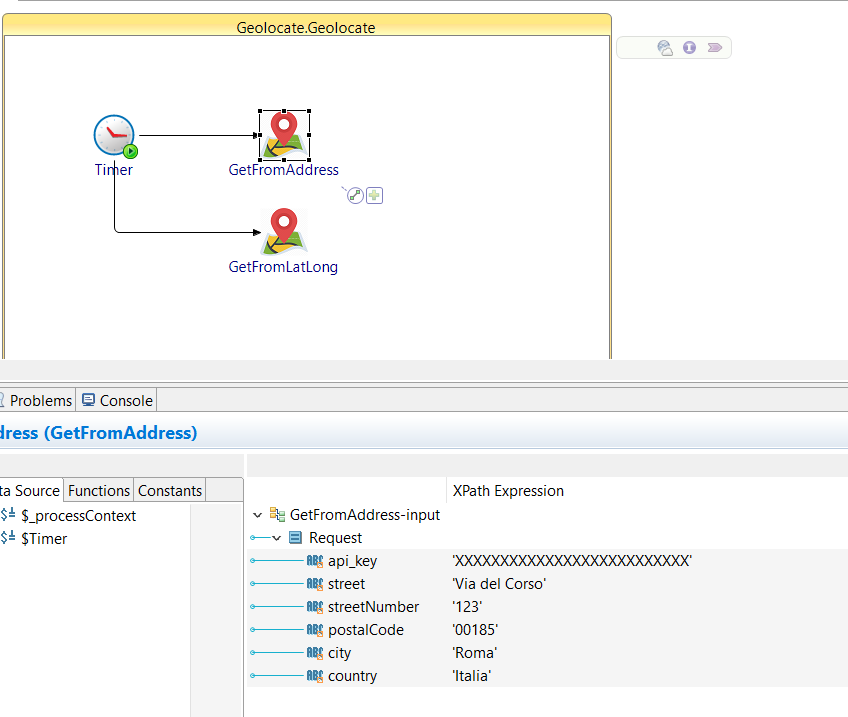 Geolocate.Geolocate
Timer
GetFromAddress
GetFromLatLong
Problems Console
dress (GetFromAddress)
ta Source Functions Constants
XPath Expression
$_processContext
$Timer
GetFromAddress-input
Request
api_key 'XXXXXXXXXXXXXXXXXXXXXXXXXX'
street 'Via del Corso'
streetNumber '123'
postalCode '00185'
city 'Roma'
country 'Italia'